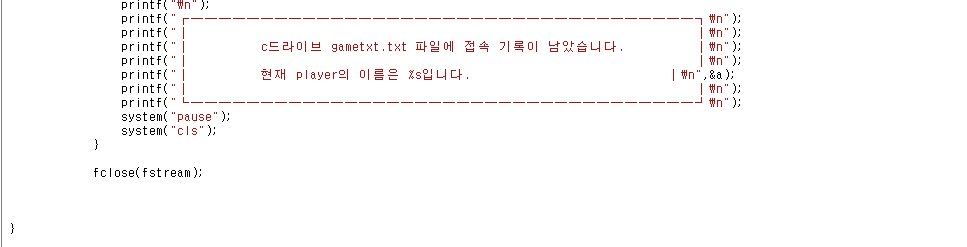 printf("₩n");
printf(" ┌─────────────────────────────────────┐ ₩n");
printf(" |                                                                          | ₩n");
printf(" |                                                                          | ₩n");
printf(" |           c드라이브 gametxt.txt 파일에 접속 기록이 남았습니다.           | ₩n");
printf(" |                                                                          | ₩n");
printf(" |           현재 player의 이름은 %s입니다.                             | ₩n",&a);
printf(" |                                                                          | ₩n");
printf(" └─────────────────────────────────────┘ ₩n");
system("pause");
system("cls");
}
fclose(fstream);
}